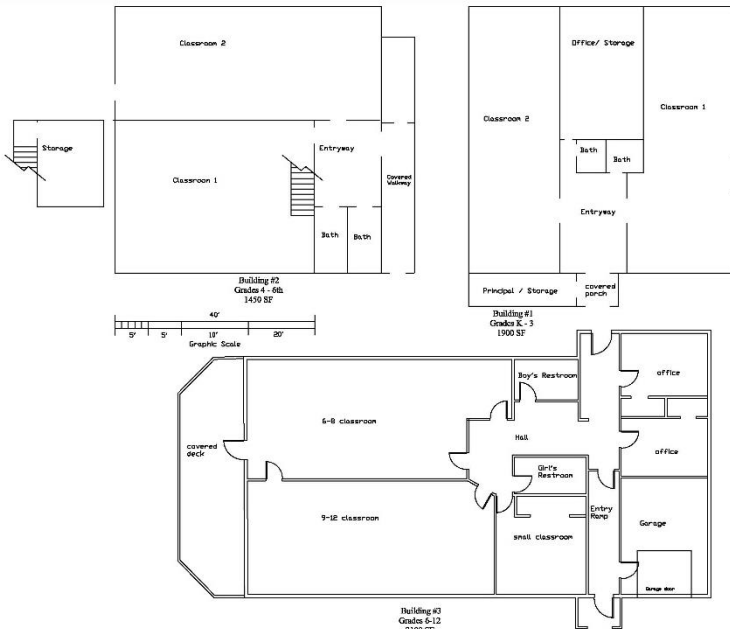 Classroom 2
Storage
Classroom 1
Entryway
Covered
Walkway
Bath
Bath
Building #2
Grades 4 - 6th
1450 SF
Office/ Storage
Classroom 2
Classroom 1
Bath
Bath
Entryway
Principal / Storage
covered
porch
Building #1
Grades K - 3
1900 SF
40'
5'
5'
10'
20'
Graphic Scale
Boy's Restroom
office
6-8 classroom
Hall
covered
deck
office
Girl's
Restroom
9-12 classroom
Entry
Ramp
Garage
small classroom
Garage door
Building #3
Grades 6-12